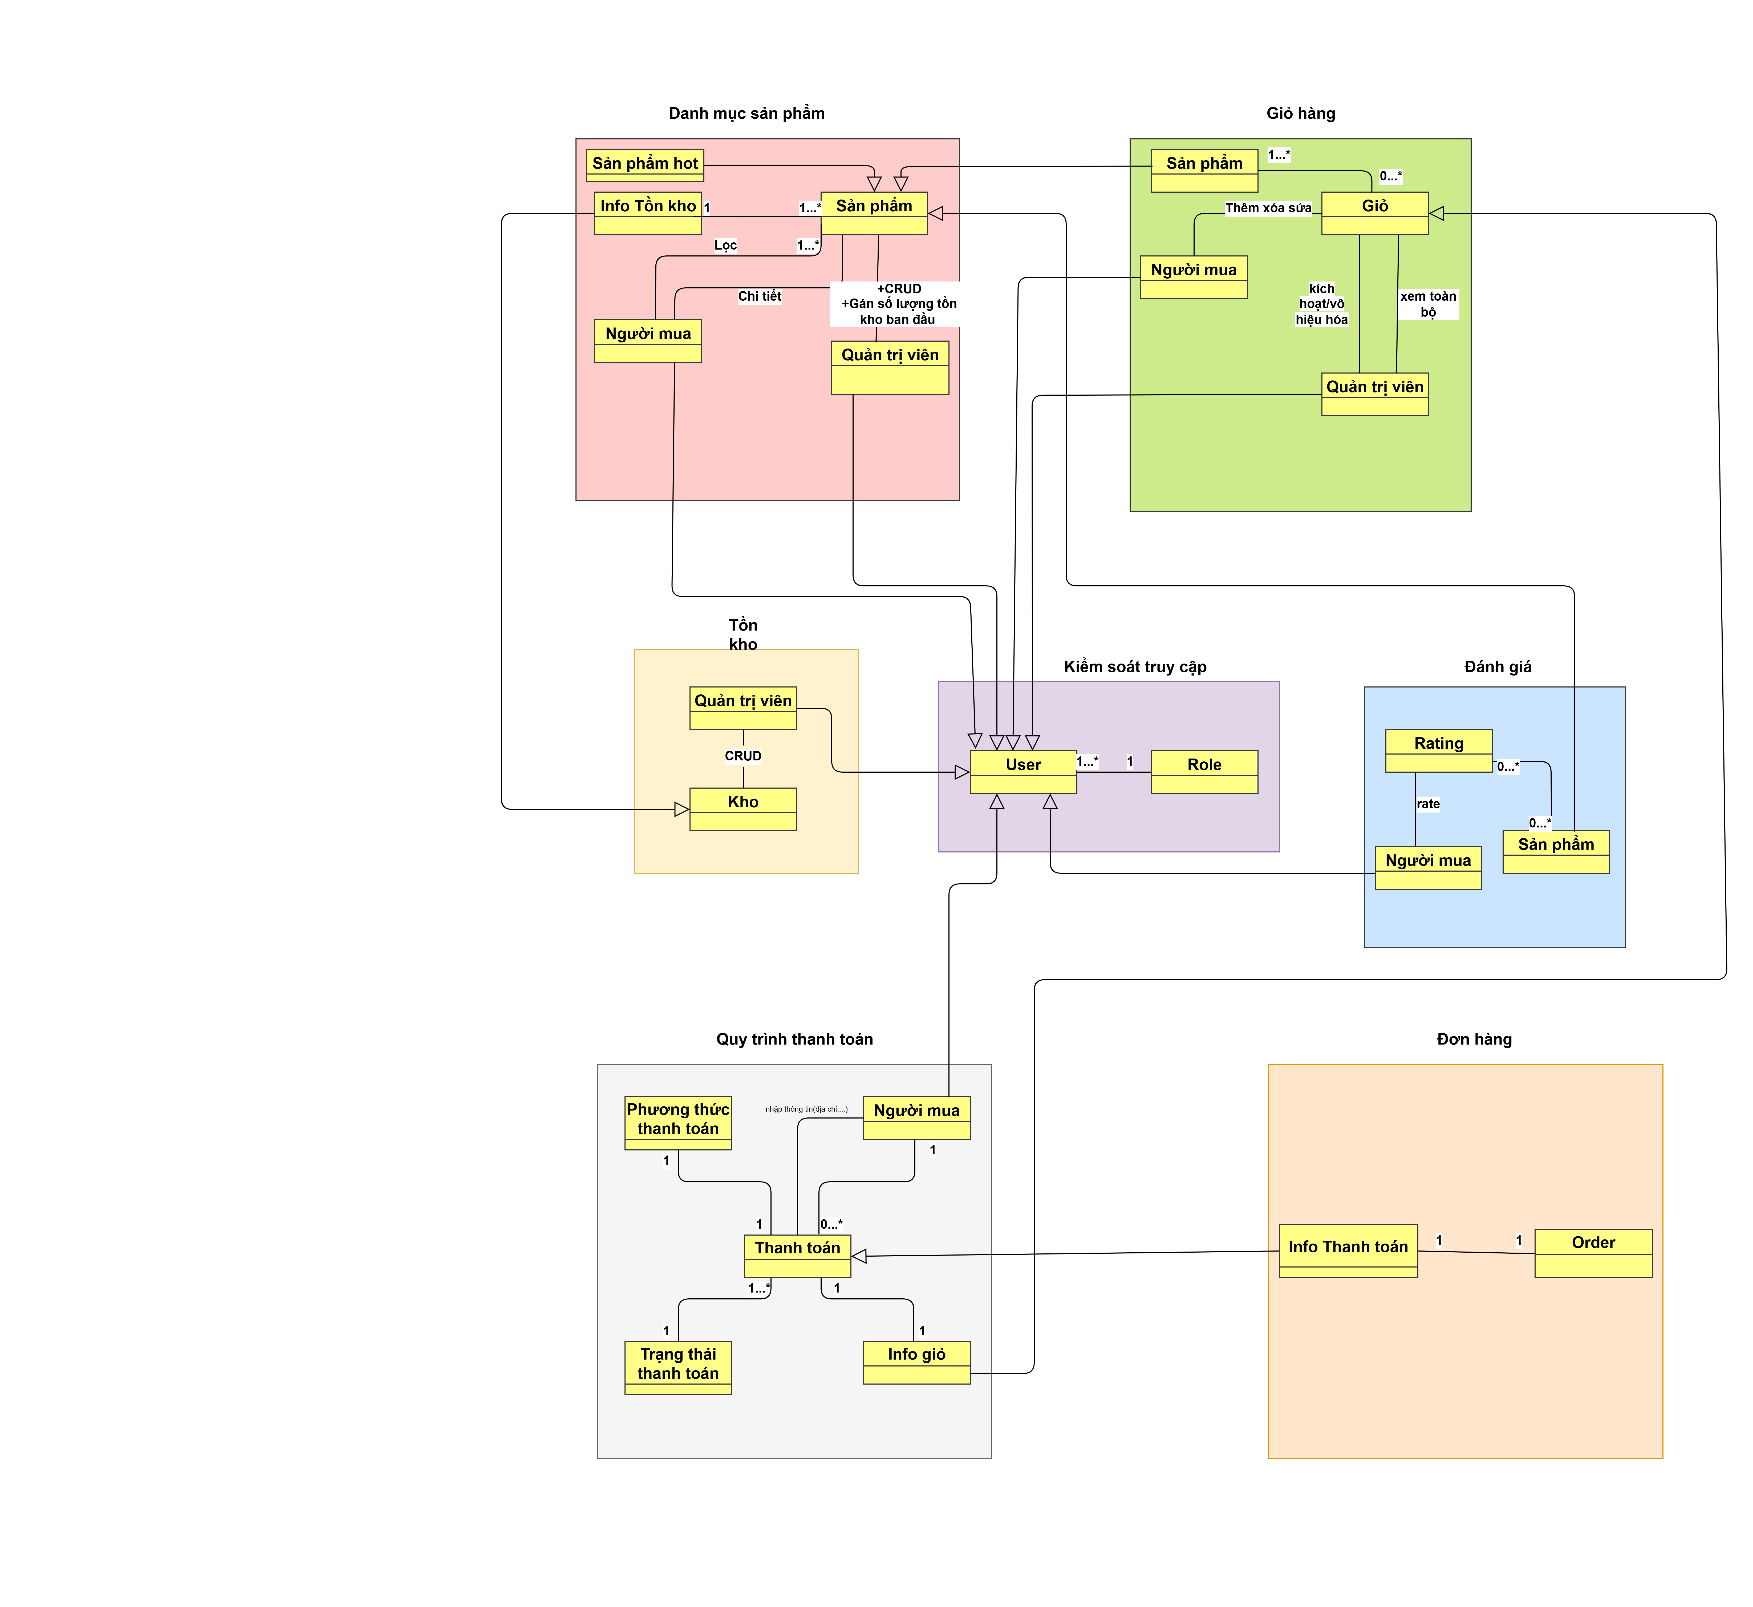 Danh mục sản phẩm
Sản phẩm hot
Info Tồn kho
1
1...*
Sản phẩm
Lọc
1...*
Chi tiết
+CRUD
+Gán số lượng tồn
kho ban đầu
Người mua
Quản trị viên
Giỏ hàng
Sản phẩm
1...*
0...*
Thêm xóa sửa
Giỏ
Người mua
kích
hoạt/vô
hiệu hóa
xem toàn
bộ
Quản trị viên
Tồn
kho
Quản trị viên
CRUD
Kho
Kiểm soát truy cập
User
1...*
1
Role
Đánh giá
Rating
0...*
rate
0...*
Người mua
Sản phẩm
Quy trình thanh toán
Phương thức
thanh toán
nhập thông tin(địa chỉ....)
Người mua
1
1
1
0...*
Thanh toán
1...*
1
1
1
Trạng thái
thanh toán
Info giỏ
Đơn hàng
Info Thanh toán
1
1
Order